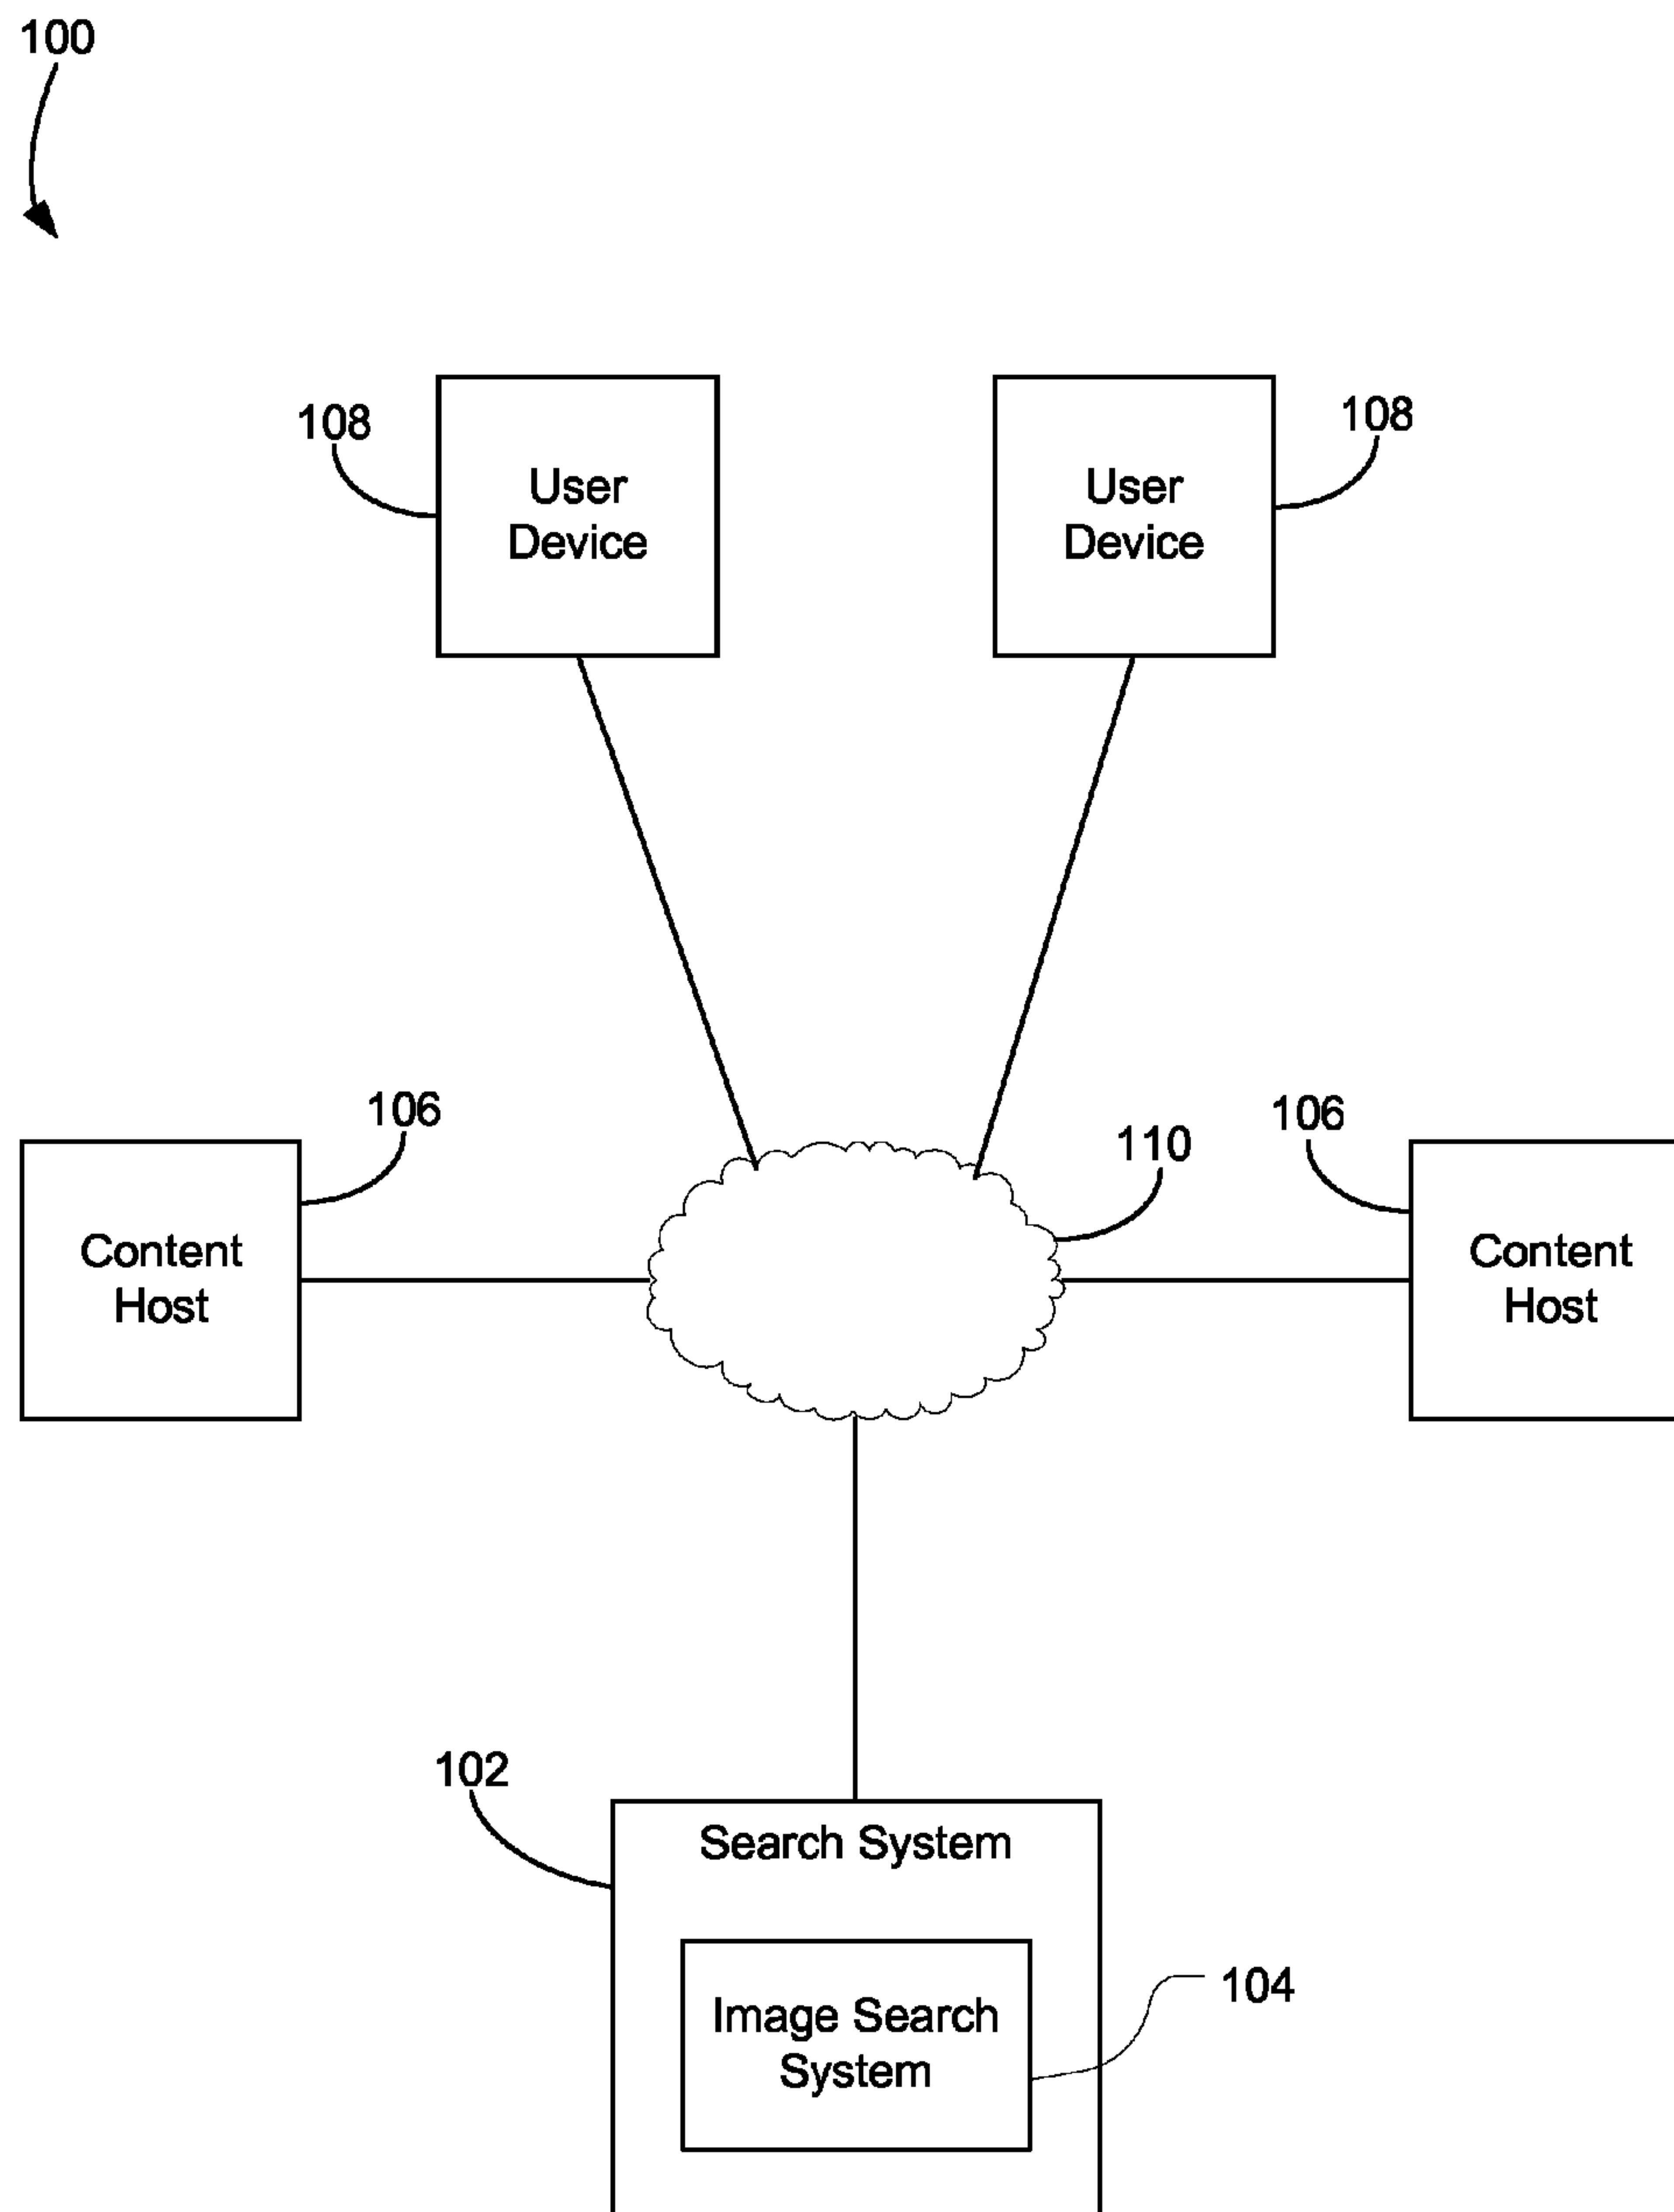 100
108
User
Device
108
User
Device
106
Content
Host
110
106
Content
Host
102
Search System
Image Search
System
104